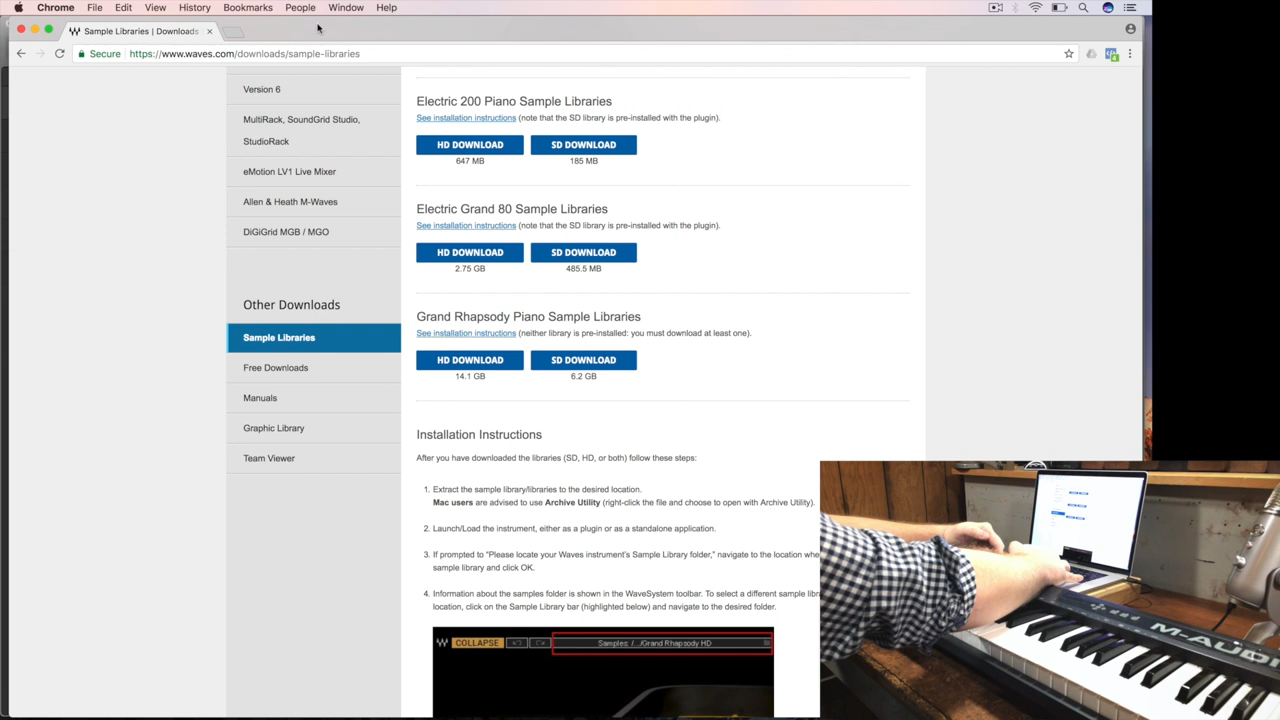 Chrome File Edit View History Bookmarks People Window Help
Sample Libraries | Downloads
Secure https://www.waves.com/downloads/sample-libraries
Version 6
MultiRack, SoundGrid Studio,
StudioRack
eMotion LV1 Live Mixer
Allen & Heath M-Waves
DiGiGrid MGB / MGO
Other Downloads
Sample Libraries
Free Downloads
Manuals
Graphic Library
Team Viewer
Electric 200 Piano Sample Libraries
See installation instructions (note that the SD library is pre-installed with the plugin).
HD DOWNLOAD SD DOWNLOAD
647 MB 185 MB
Electric Grand 80 Sample Libraries
See installation instructions (note that the SD library is pre-installed with the plugin).
HD DOWNLOAD SD DOWNLOAD
2.75 GB 485.5 MB
Grand Rhapsody Piano Sample Libraries
See installation instructions (neither library is pre-installed: you must download at least one).
HD DOWNLOAD SD DOWNLOAD
14.1 GB 6.2 GB
Installation Instructions
After you have downloaded the libraries (SD, HD, or both) follow these steps:
1. Extract the sample library/libraries to the desired location.
Mac users are advised to use Archive Utility (right-click the file and choose to open with Archive Utility).
2. Launch/Load the instrument, either as a plugin or as a standalone application.
3. If prompted to "Please locate your Waves instrument's Sample Library folder," navigate to the location whe
sample library and click OK.
4. Information about the samples folder is shown in the WaveSystem toolbar. To select a different sample libr
location, click on the Sample Library bar (highlighted below) and navigate to the desired folder.
COLLAPSE Samples: /.../Grand Rhapsody HD
M-AUDIO